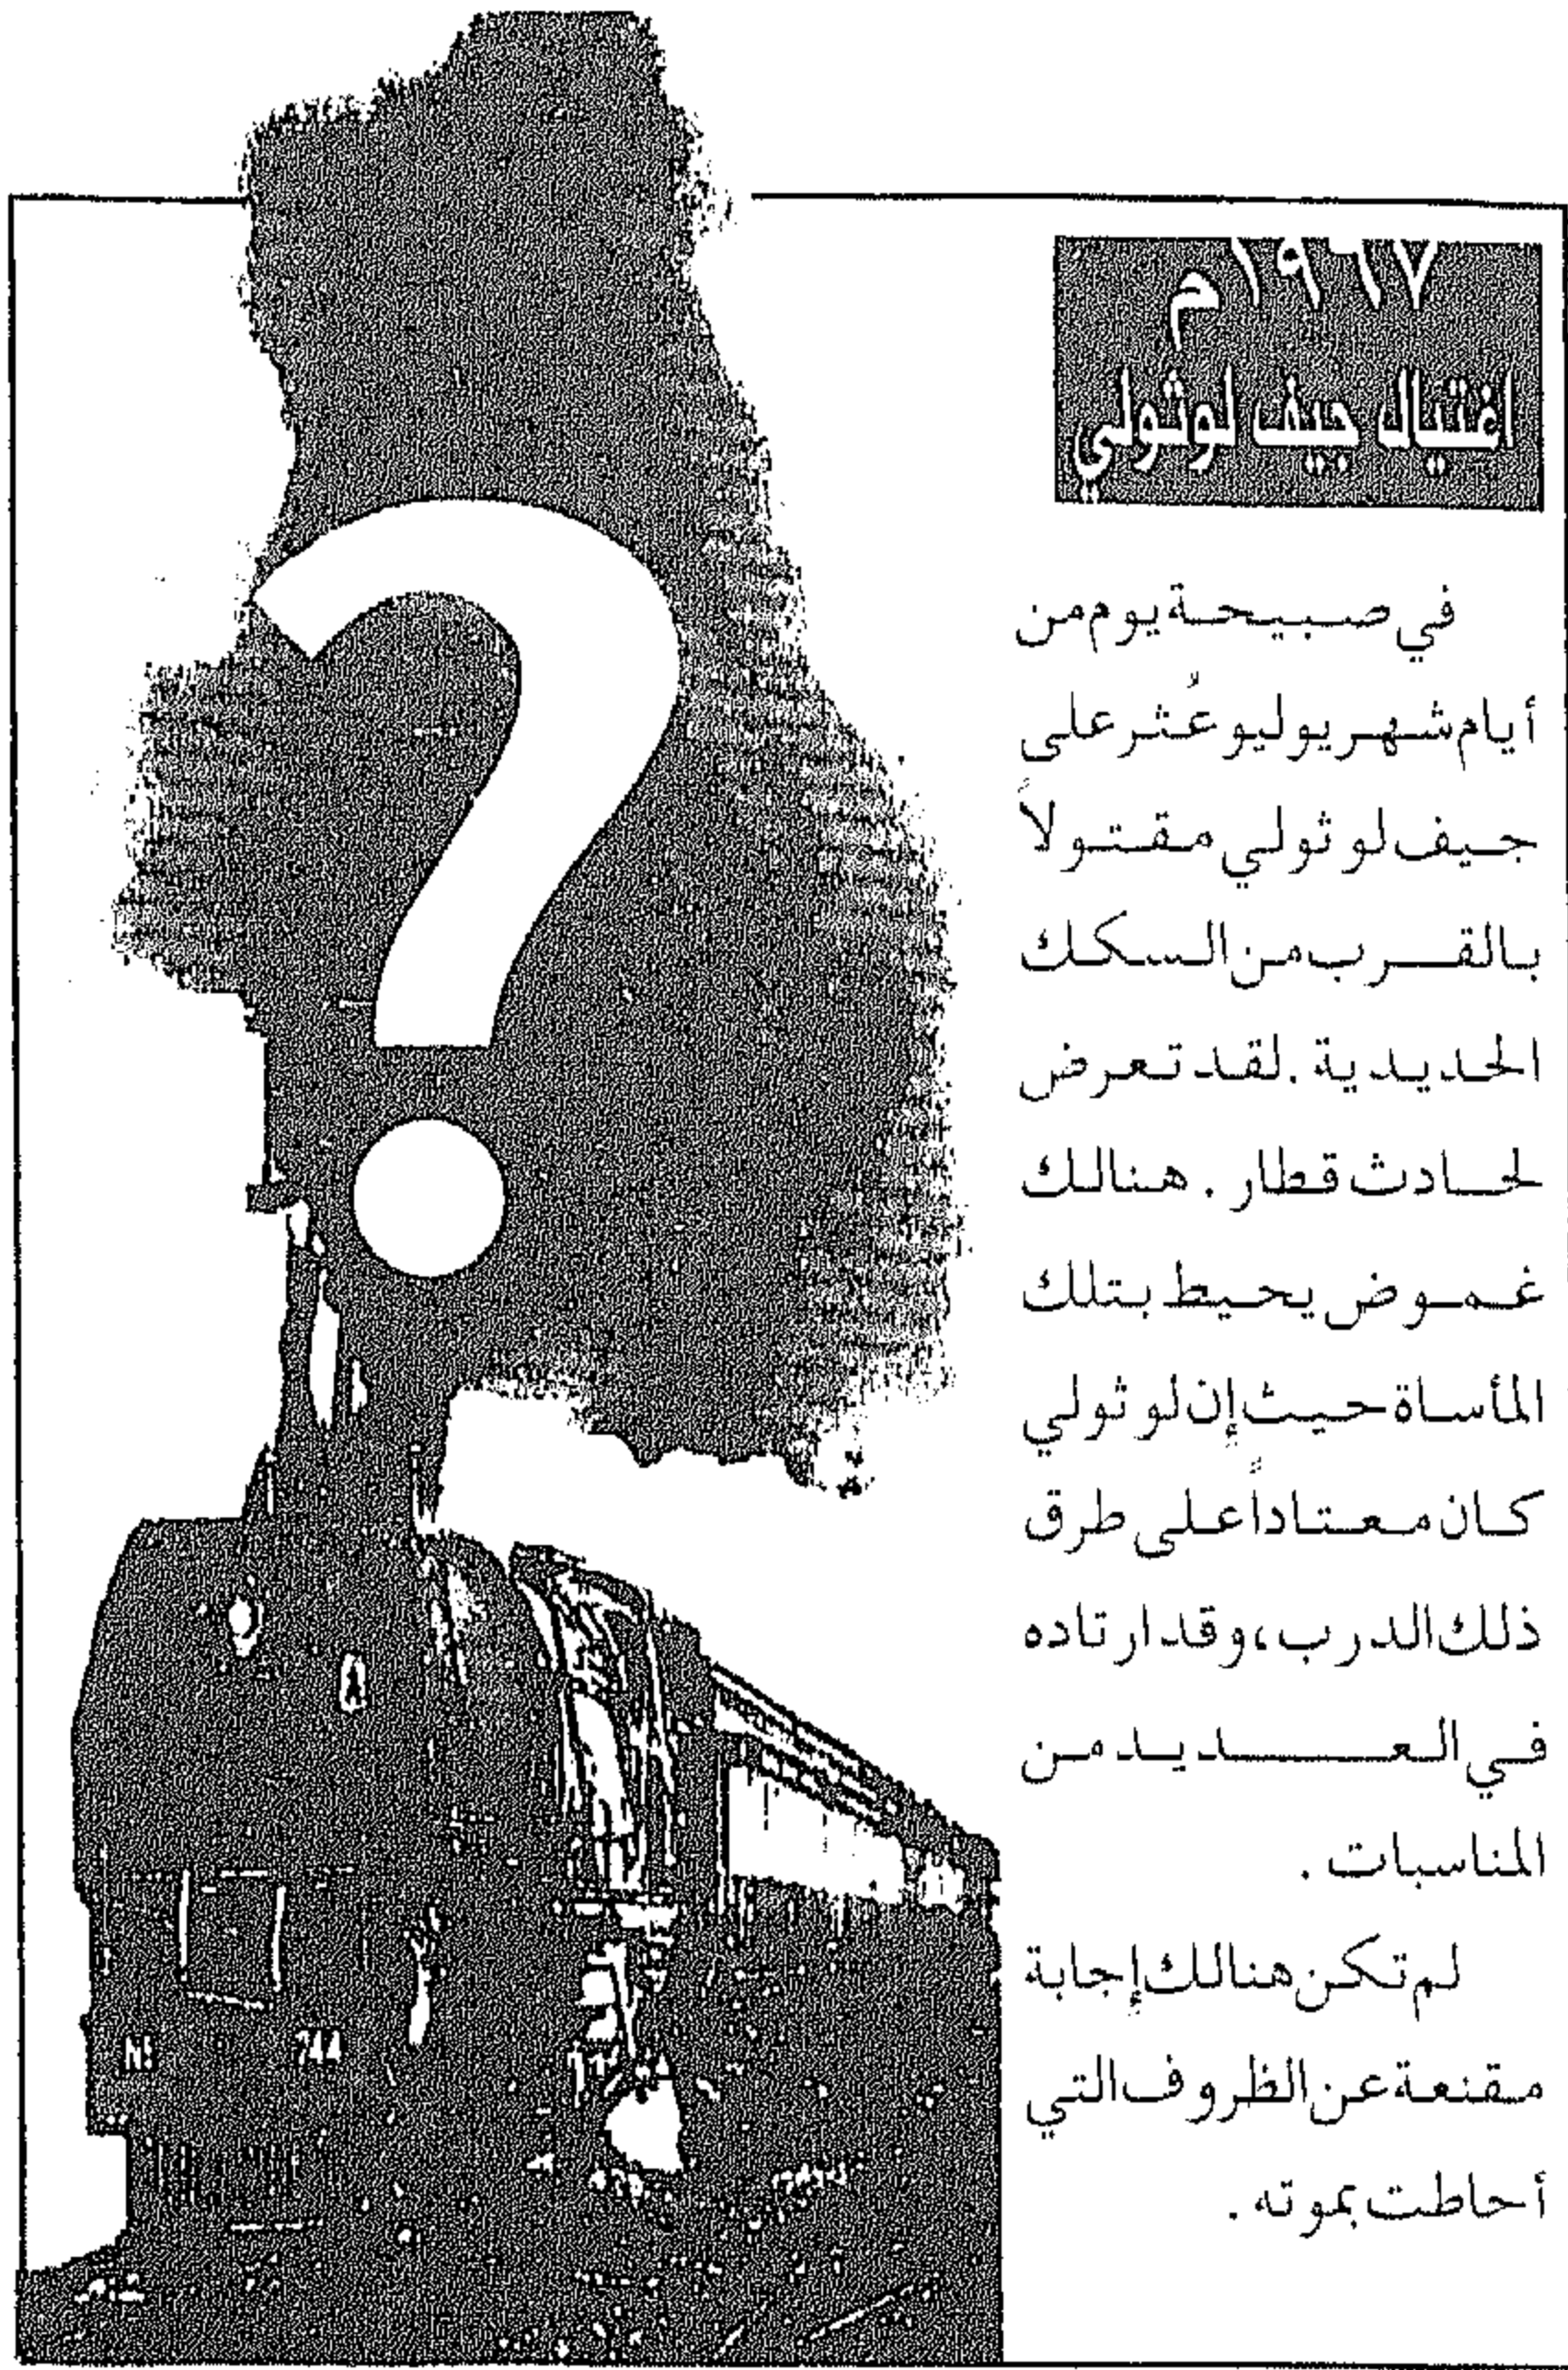 ١٩٦٧م
اغتيال جيف لوثولي
في صبيحة يوم من
أيام شهر يوليو عُثر على
جيف لوثولي مقتولاً
بالقرب من السكك
الحديدية. لقد تعرض
لحادث قطار. هنالك
غموض يحيط بتلك
المأساة حيث إن لوثولي
كان معتاداً على طرق
ذلك الدرب، وقد ارتاده
في العديد من
المناسبات.
لم تكن هنالك إجابة
مقنعة عن الظروف التي
أحاطت بموته.
?
744